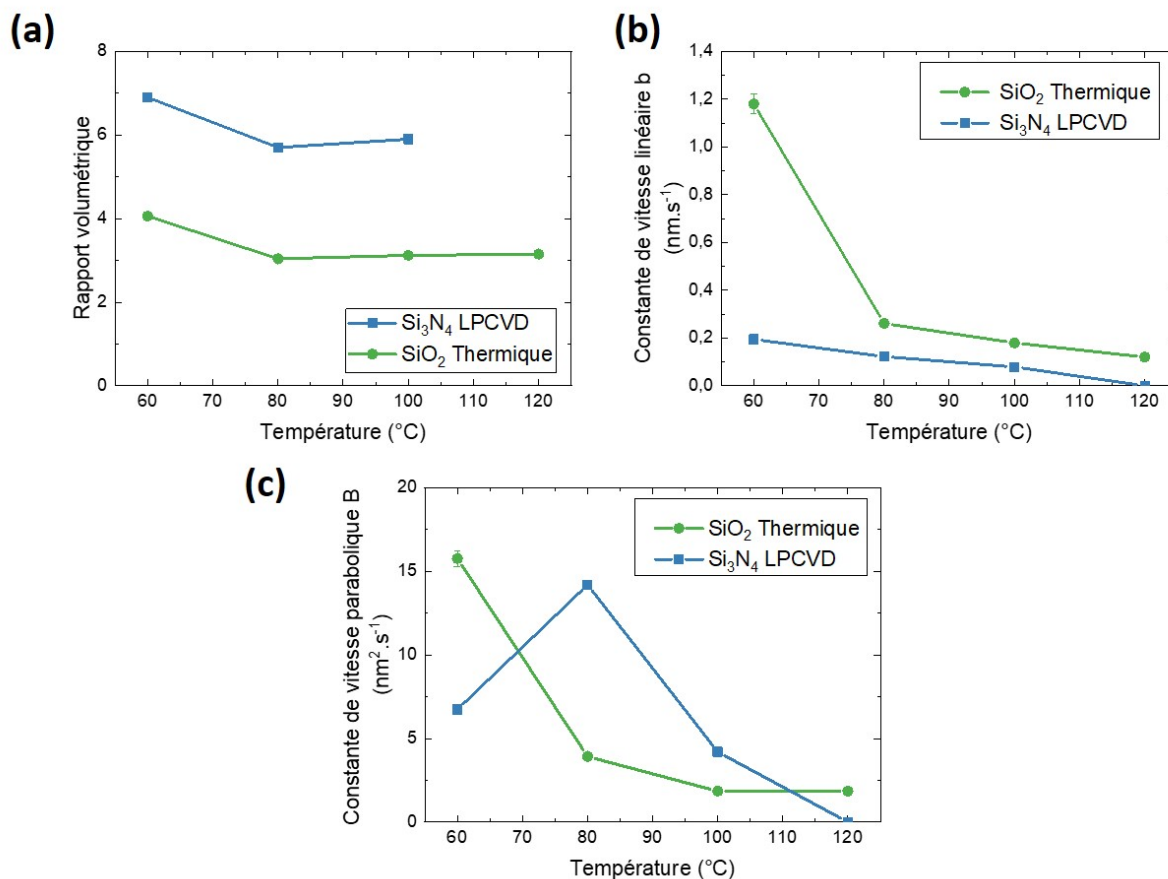 (a)
8
6
4
2
0
Rapport volumétrique
Si₃N₄ LPCVD
SiO₂ Thermique
60 70 80 90 100 110 120
Température (°C)
(b)
1,4
1,2
1,0
0,8
0,6
0,4
0,2
0,0
Constante de vitesse linéaire b
(nm.s⁻¹)
SiO₂ Thermique
Si₃N₄ LPCVD
60 70 80 90 100 110 120
Température (°C)
(c)
20
15
10
5
0
Constante de vitesse parabolique B
(nm².s⁻¹)
SiO₂ Thermique
Si₃N₄ LPCVD
60 70 80 90 100 110 120
Température (°C)